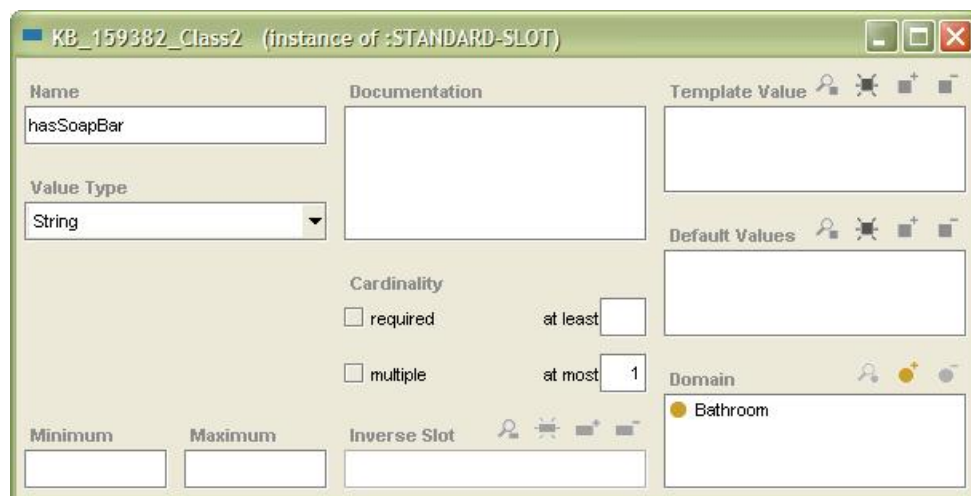 KB_159382_Class2 (instance of :STANDARD-SLOT)
Name
hasSoapBar
Value Type
String
Documentation
Cardinality
required at least
multiple at most 1
Template Value
Default Values
Domain
Bathroom
Minimum
Maximum
Inverse Slot